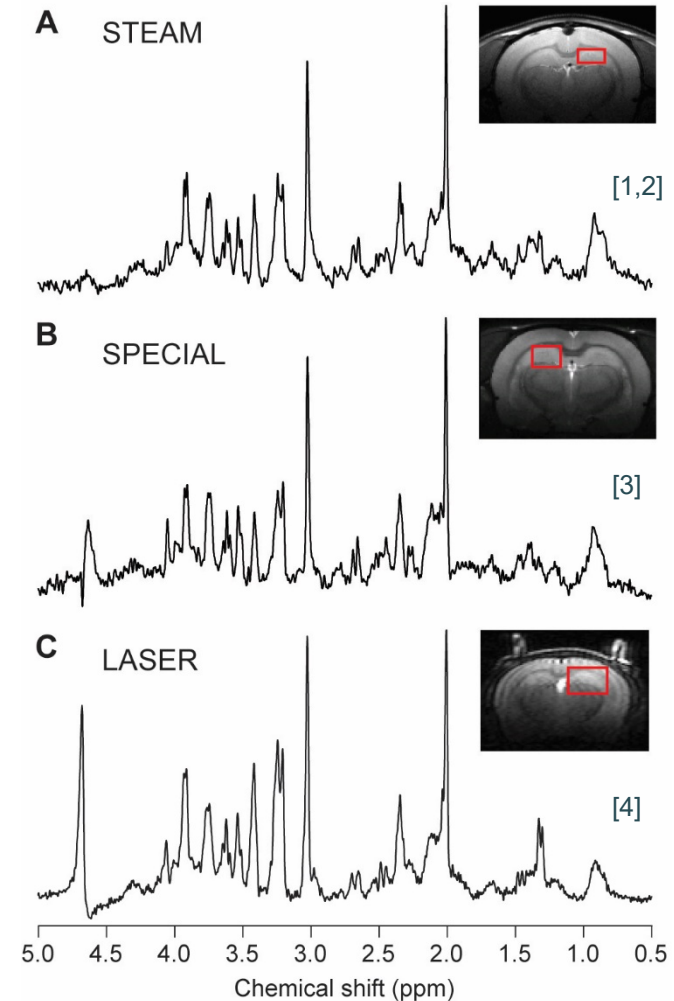 A STEAM
[1,2]
B SPECIAL
[3]
C LASER
[4]
5.0 4.5 4.0 3.5 3.0 2.5 2.0 1.5 1.0 0.5
Chemical shift (ppm)